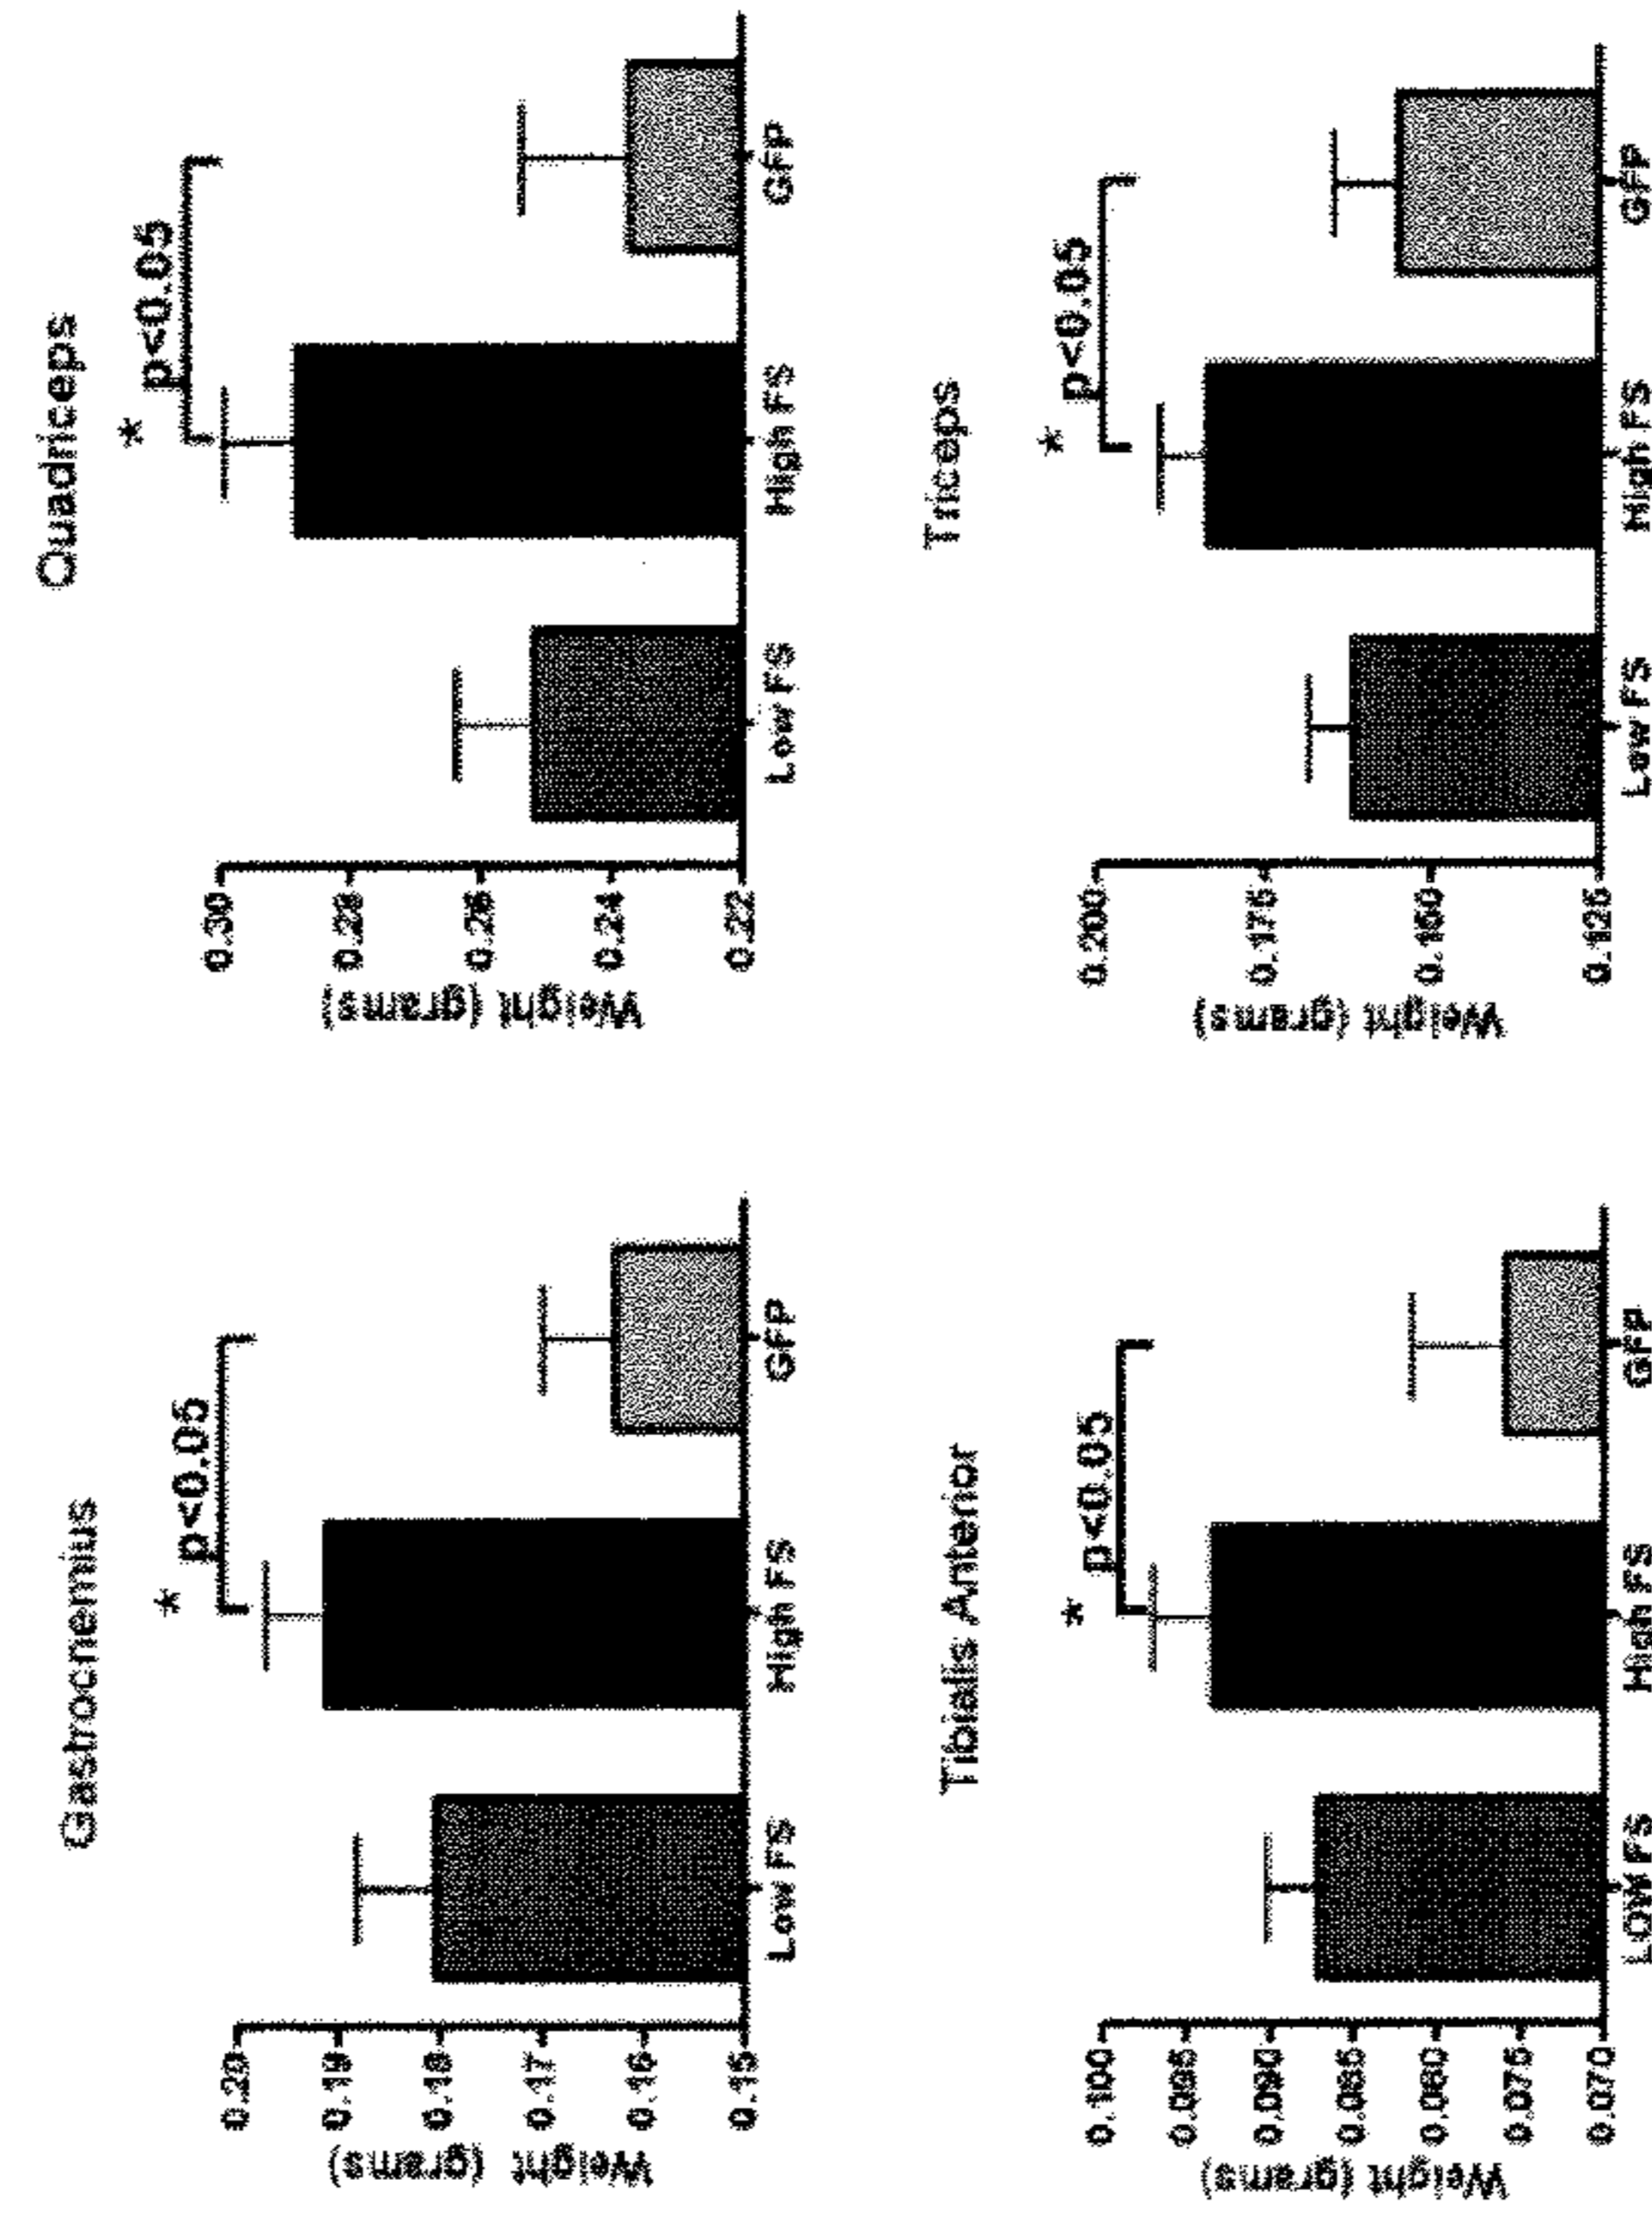 Gastrocnemius
*
p<0.05
Weight (grams)
0.20
0.19
0.18
0.17
0.16
0.15
Low FS
High FS
GFP
Quadriceps
*
p<0.05
Weight (grams)
0.30
0.28
0.26
0.24
0.22
Low FS
High FS
GFP
Tibialis Anterior
*
p<0.05
Weight (grams)
0.100
0.095
0.090
0.085
0.080
0.075
0.070
Low FS
High FS
GFP
Triceps
*
p<0.05
Weight (grams)
0.200
0.175
0.150
0.125
Low FS
High FS
GFP